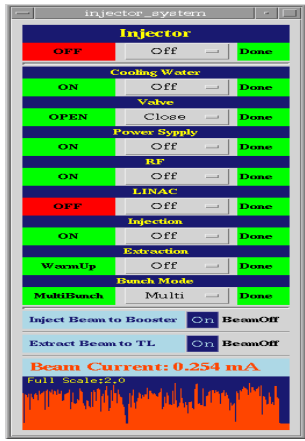 injector_system
Injector
OFF Off Done
Cooling Water
ON Off Done
Valve
OPEN Close Done
Power Sypply
ON Off Done
RF
ON Off Done
LINAC
OFF Off Done
Injection
ON Off Done
Extraction
WarmUp Off Done
Bunch Mode
MultiBunch Multi Done
Inject Beam to Booster On BeamOff
Extract Beam to TL On BeamOff
Beam Current: 0.254 mA
Full Scale:2.0